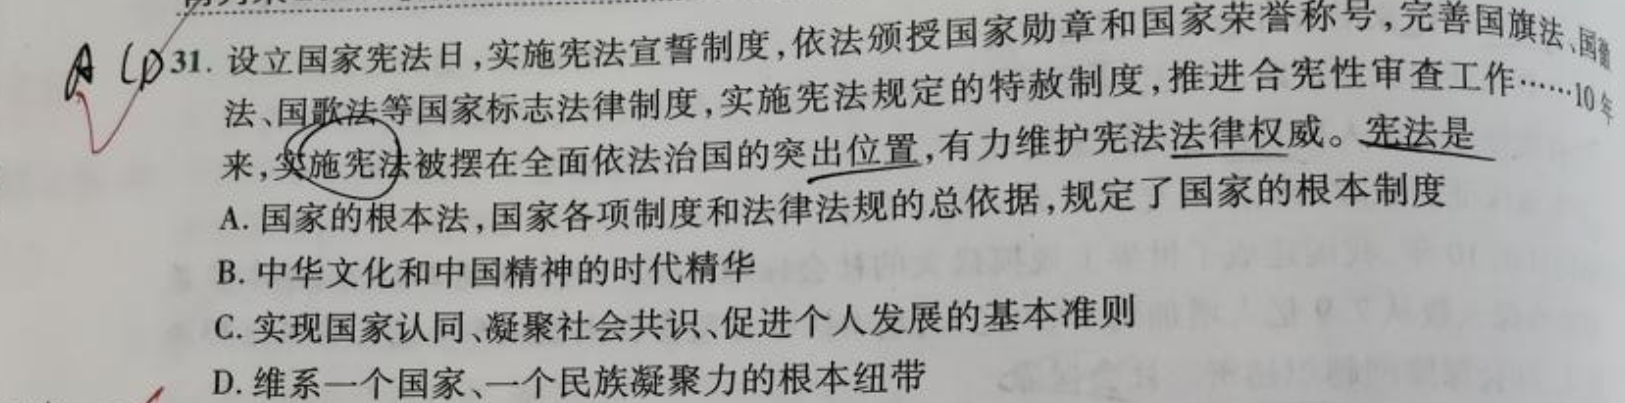 A (D 31. 设立国家宪法日,实施宪法宣誓制度,依法颁授国家勋章和国家荣誉称号,完善国旗法、国徽
法、国歌法等国家标志法律制度,实施宪法规定的特赦制度,推进合宪性审查工作……10年
来,实施宪法被摆在全面依法治国的突出位置,有力维护宪法法律权威。宪法是
A. 国家的根本法,国家各项制度和法律法规的总依据,规定了国家的根本制度
B. 中华文化和中国精神的时代精华
C. 实现国家认同、凝聚社会共识、促进个人发展的基本准则
D. 维系一个国家、一个民族凝聚力的根本纽带